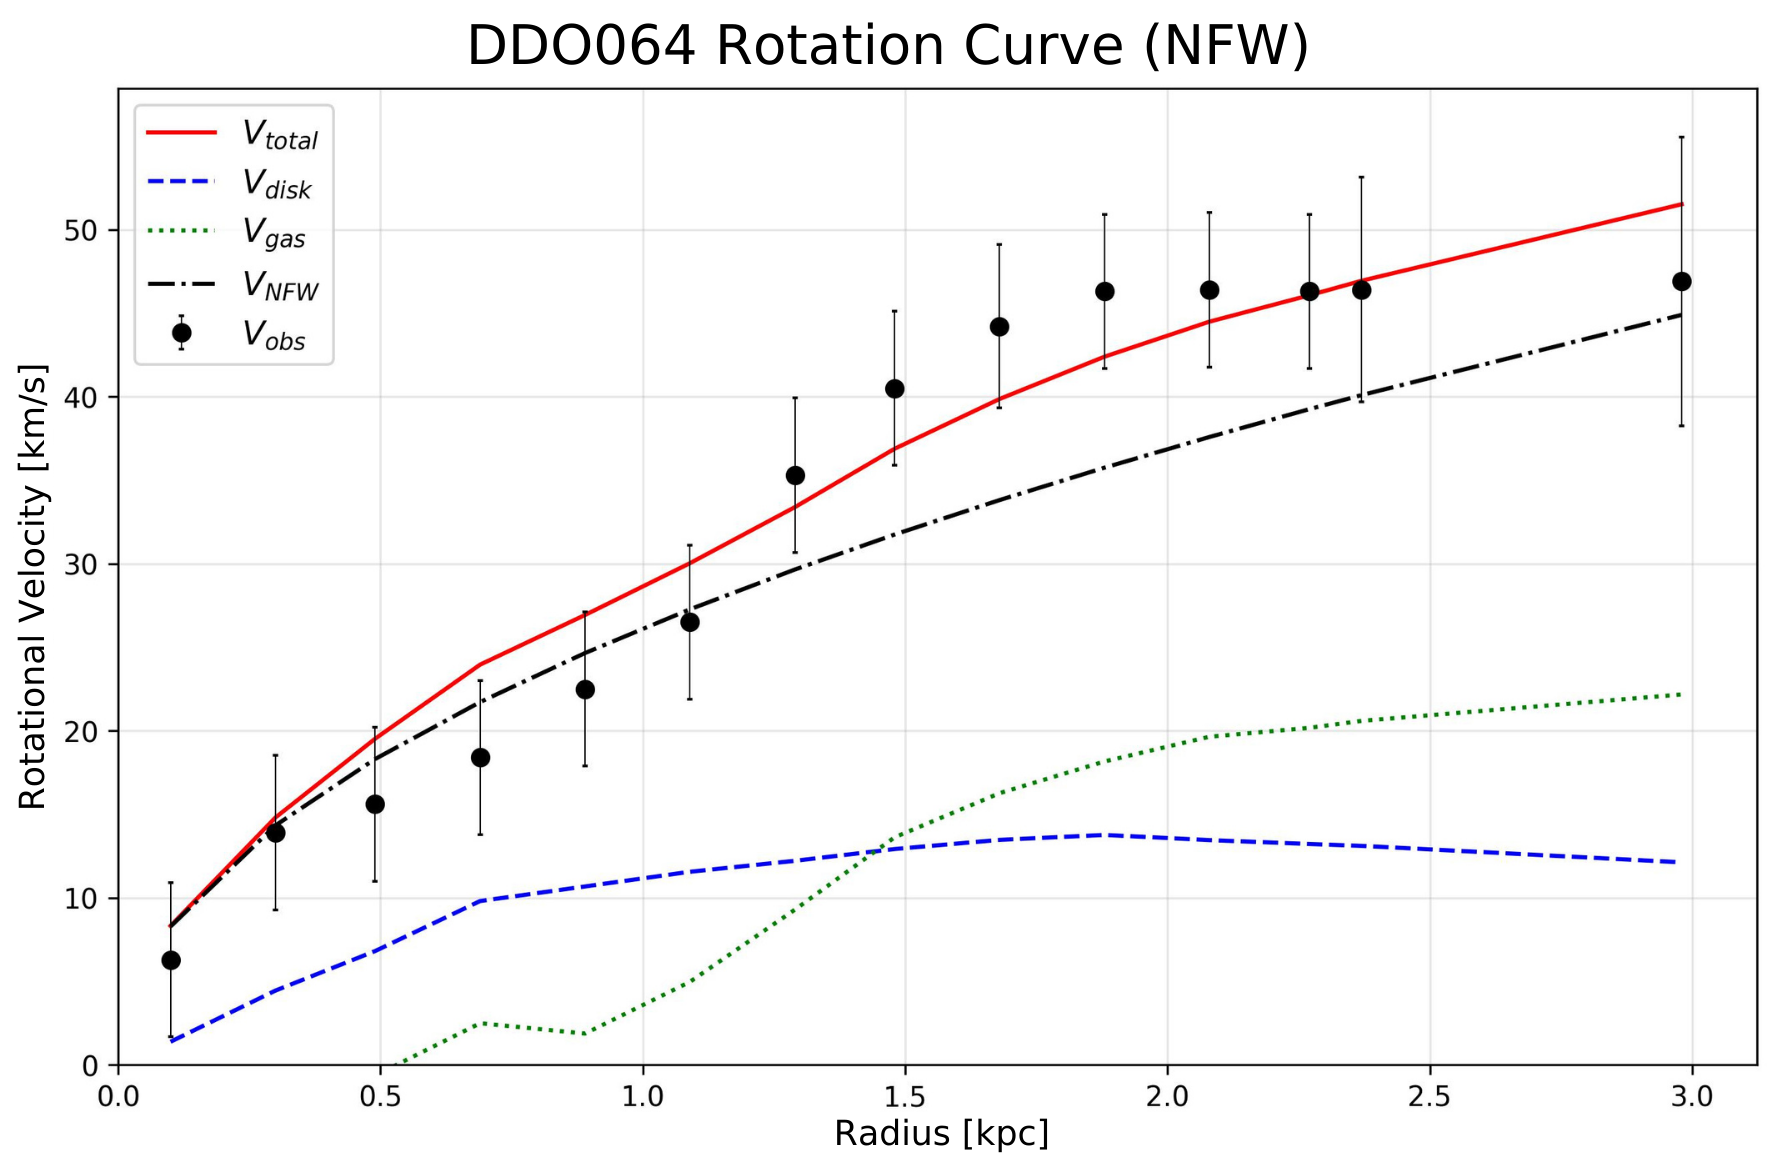 DDO064 Rotation Curve (NFW)
V_total
V_disk
V_gas
V_NFW
V_obs
Rotational Velocity [km/s]
50
40
30
20
10
0
0.0 0.5 1.0 1.5 2.0 2.5 3.0
Radius [kpc]